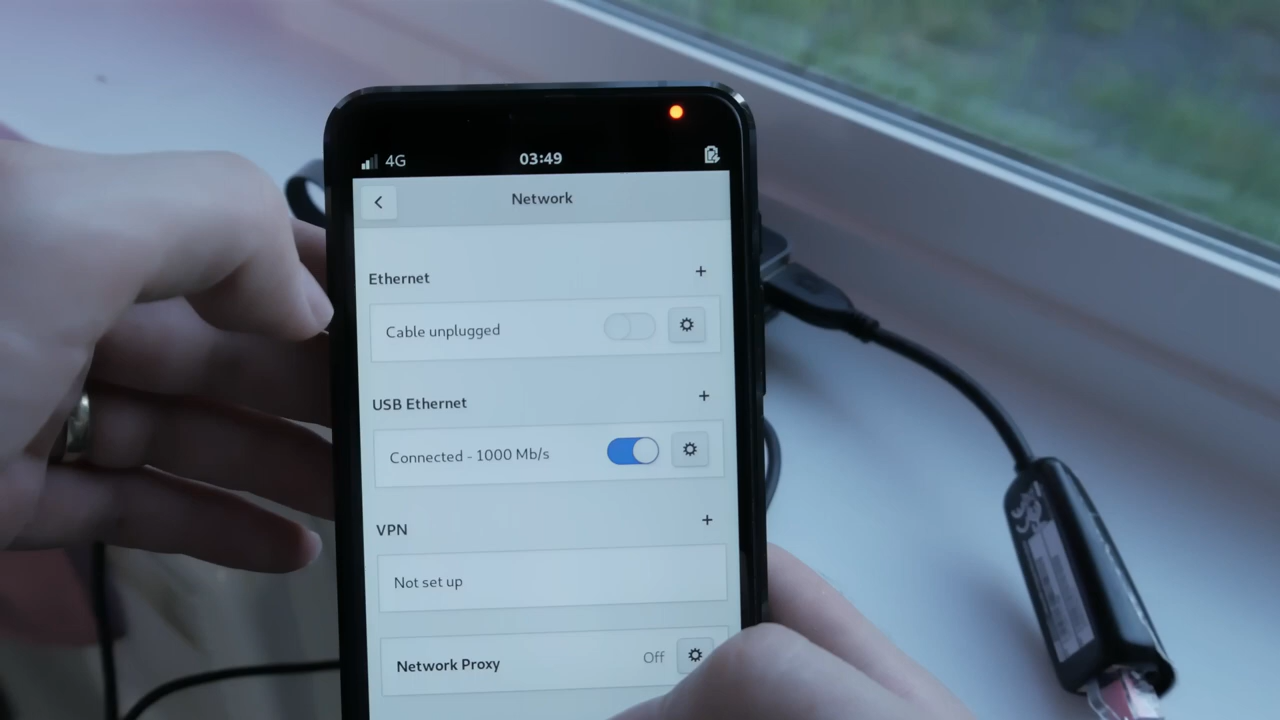 4G 03:49
Network
Ethernet
Cable unplugged
USB Ethernet
Connected - 1000 Mb/s
VPN
Not set up
Network Proxy Off